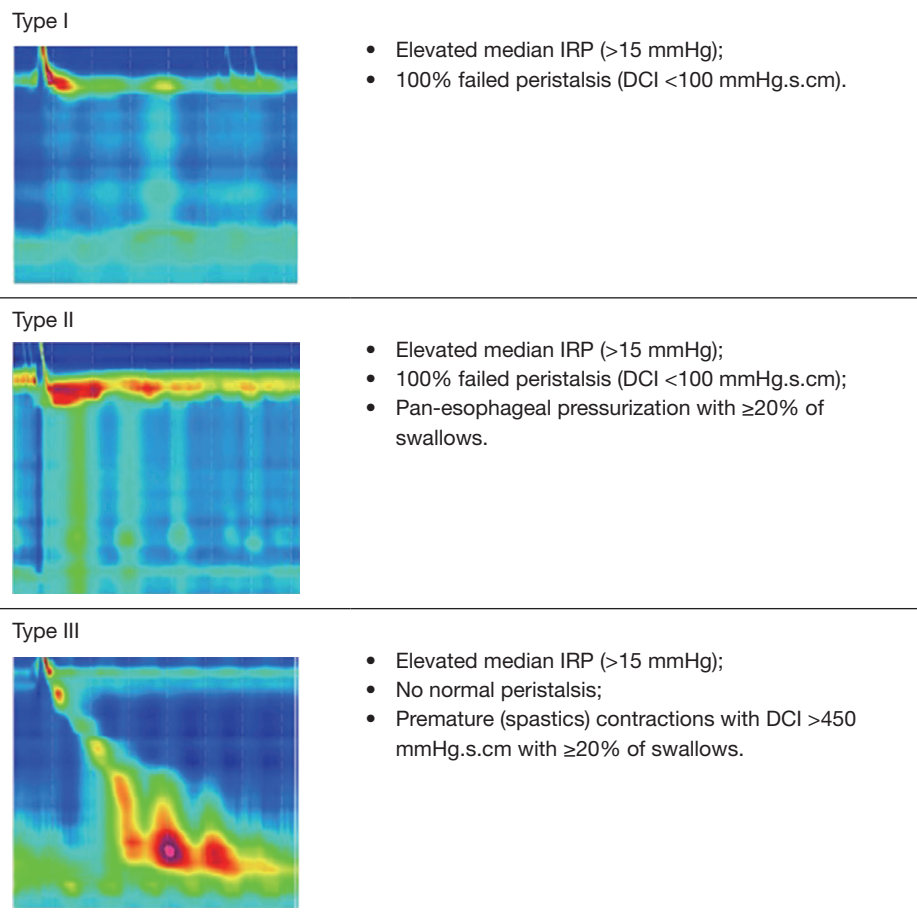 Type I
• Elevated median IRP (>15 mmHg);
• 100% failed peristalsis (DCI <100 mmHg.s.cm).
Type II
• Elevated median IRP (>15 mmHg);
• 100% failed peristalsis (DCI <100 mmHg.s.cm);
• Pan-esophageal pressurization with ≥20% of
swallows.
Type III
• Elevated median IRP (>15 mmHg);
• No normal peristalsis;
• Premature (spastics) contractions with DCI >450
mmHg.s.cm with ≥20% of swallows.